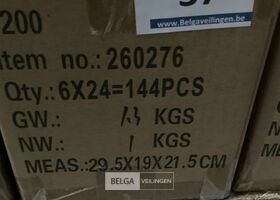 200
www.Belgaveilingen.be
Item no.: 260276
Qty.: 6X24=144PCS
GW.: KGS
NW.: KGS
MEAS.: 29.5X19X21.5CM
BELGA VEILINGEN